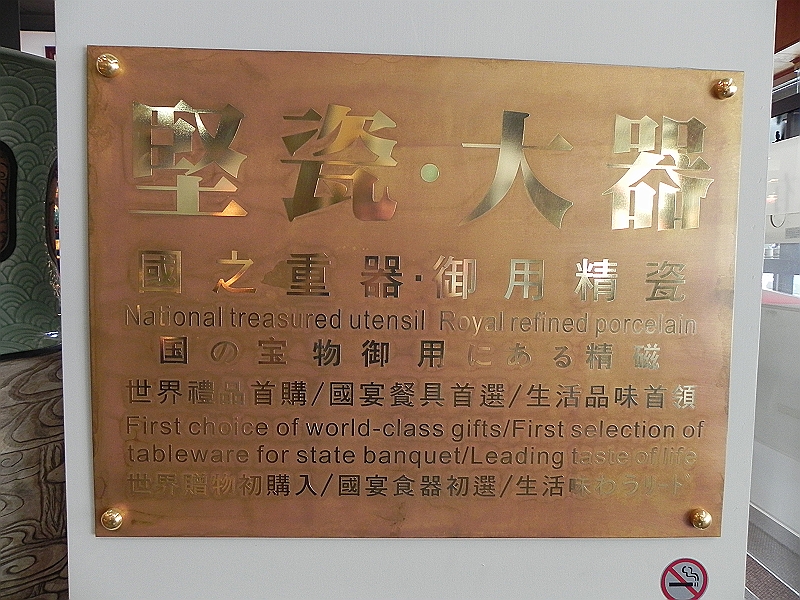 堅瓷·大器
國之重器·御用精瓷
National treasured utensil Royal refined porcelain
国の宝物御用にある精磁
世界禮品首購/國宴餐具首選/生活品味首領
First choice of world-class gifts/First selection of
tableware for state banquet/Leading taste of life
世界贈物初購入/國宴食器初選/生活味わラリード